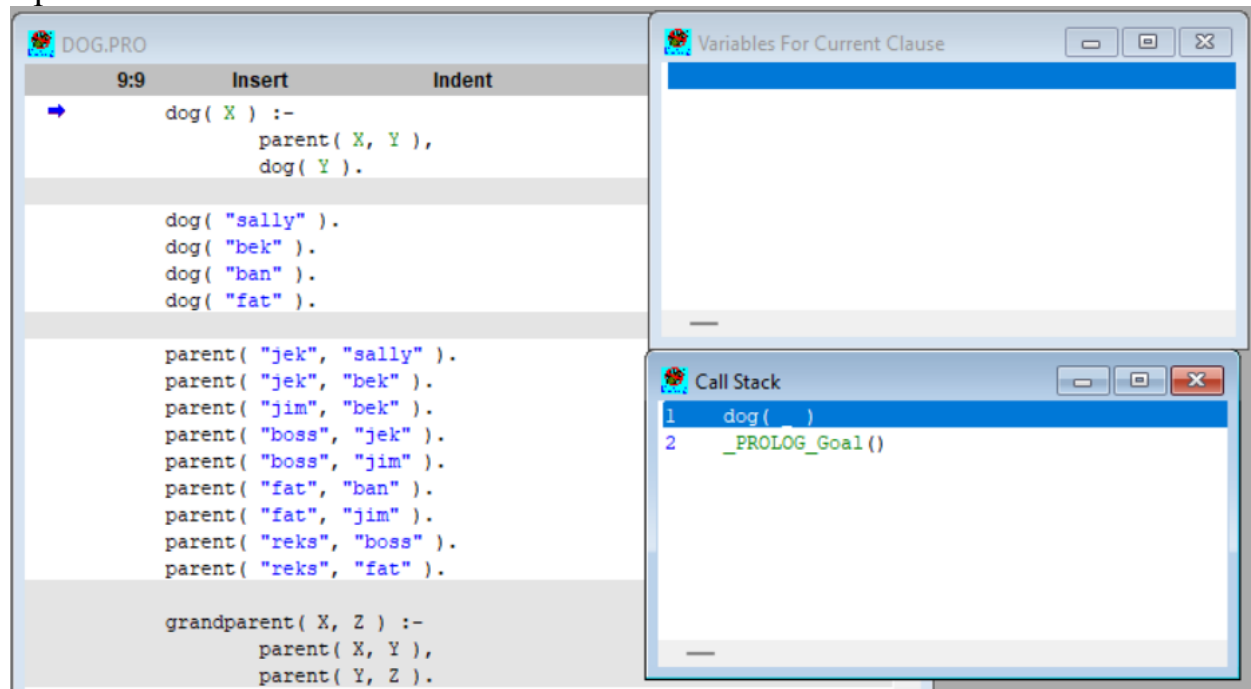 DOG.PRO
9:9 Insert Indent
dog( X ) :-
parent( X, Y ),
dog( Y ).
dog( "sally" ).
dog( "bek" ).
dog( "ban" ).
dog( "fat" ).
parent( "jek", "sally" ).
parent( "jek", "bek" ).
parent( "jim", "bek" ).
parent( "boss", "jek" ).
parent( "boss", "jim" ).
parent( "fat", "ban" ).
parent( "fat", "jim" ).
parent( "reks", "boss" ).
parent( "reks", "fat" ).
grandparent( X, Z ) :-
parent( X, Y ),
parent( Y, Z ).
Variables For Current Clause
Call Stack
1 dog( _ )
2 _PROLOG_Goal()